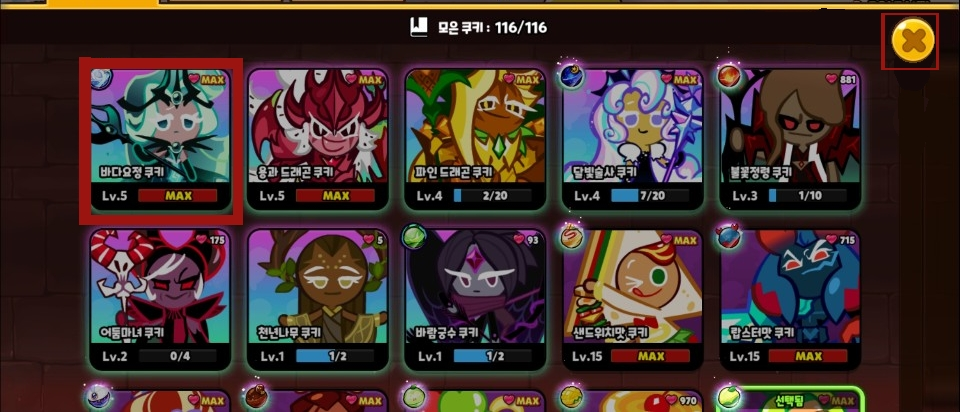 모은 쿠키 : 116/116
MAX
MAX
MAX
MAX
881
바다요정 쿠키
용과 드래곤 쿠키
파인 드래곤 쿠키
달빛술사 쿠키
불꽃정령 쿠키
Lv.5 MAX
Lv.5 MAX
Lv.4 2/20
Lv.4 7/20
Lv.3 1/10
175
5
93
MAX
715
어둠마녀 쿠키
천년나무 쿠키
바람궁수 쿠키
샌드위치맛 쿠키
랍스터맛 쿠키
Lv.2 0/4
Lv.1 1/2
Lv.1 1/2
Lv.15 MAX
Lv.15 MAX
MAX
MAX
MAX
970
선택됨
MAX